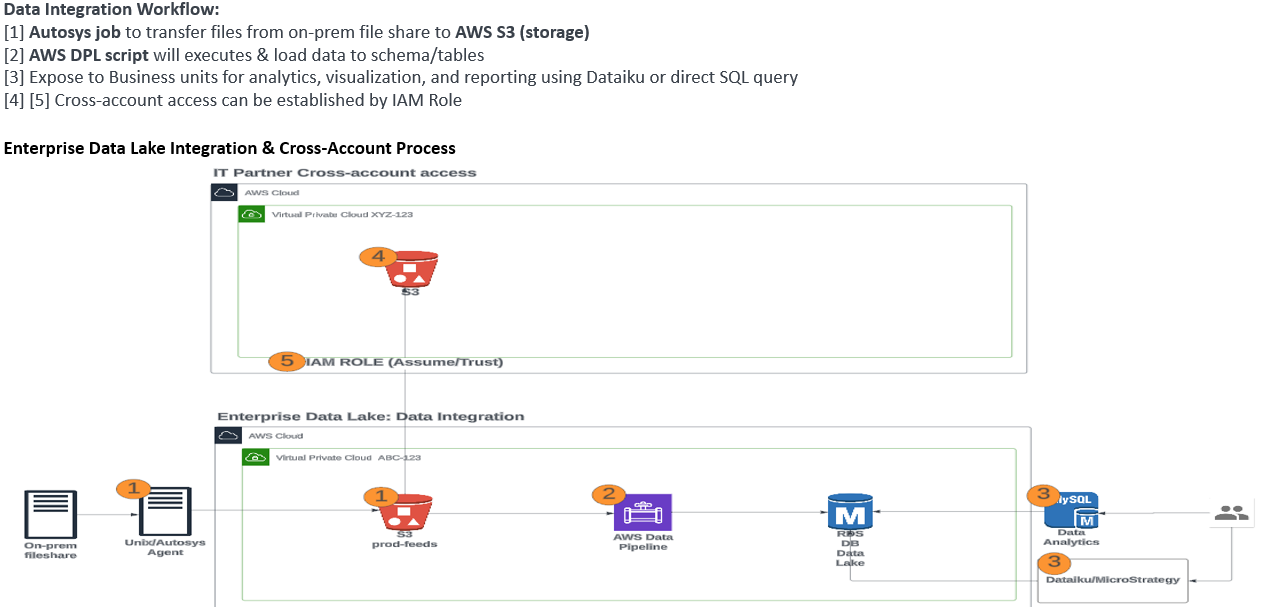 Data Integration Workflow:
[1] Autosys job to transfer files from on-prem file share to AWS S3 (storage)
[2] AWS DPL script will executes & load data to schema/tables
[3] Expose to Business units for analytics, visualization, and reporting using Dataiku or direct SQL query
[4] [5] Cross-account access can be established by IAM Role
Enterprise Data Lake Integration & Cross-Account Process
IT Partner Cross-account access
AWS Cloud
Virtual Private Cloud XYZ-123
4
S3
5 IAM ROLE (Assume/Trust)
Enterprise Data Lake: Data Integration
AWS Cloud
Virtual Private Cloud ABC-123
On-prem
fileshare
1
Unix/Autosys
Agent
1
S3
prod-feeds
2
AWS Data
Pipeline
M
RDS
DB
Data
Lake
3
MySQL
M
Data
Analytics
3
Dataiku/MicroStrategy